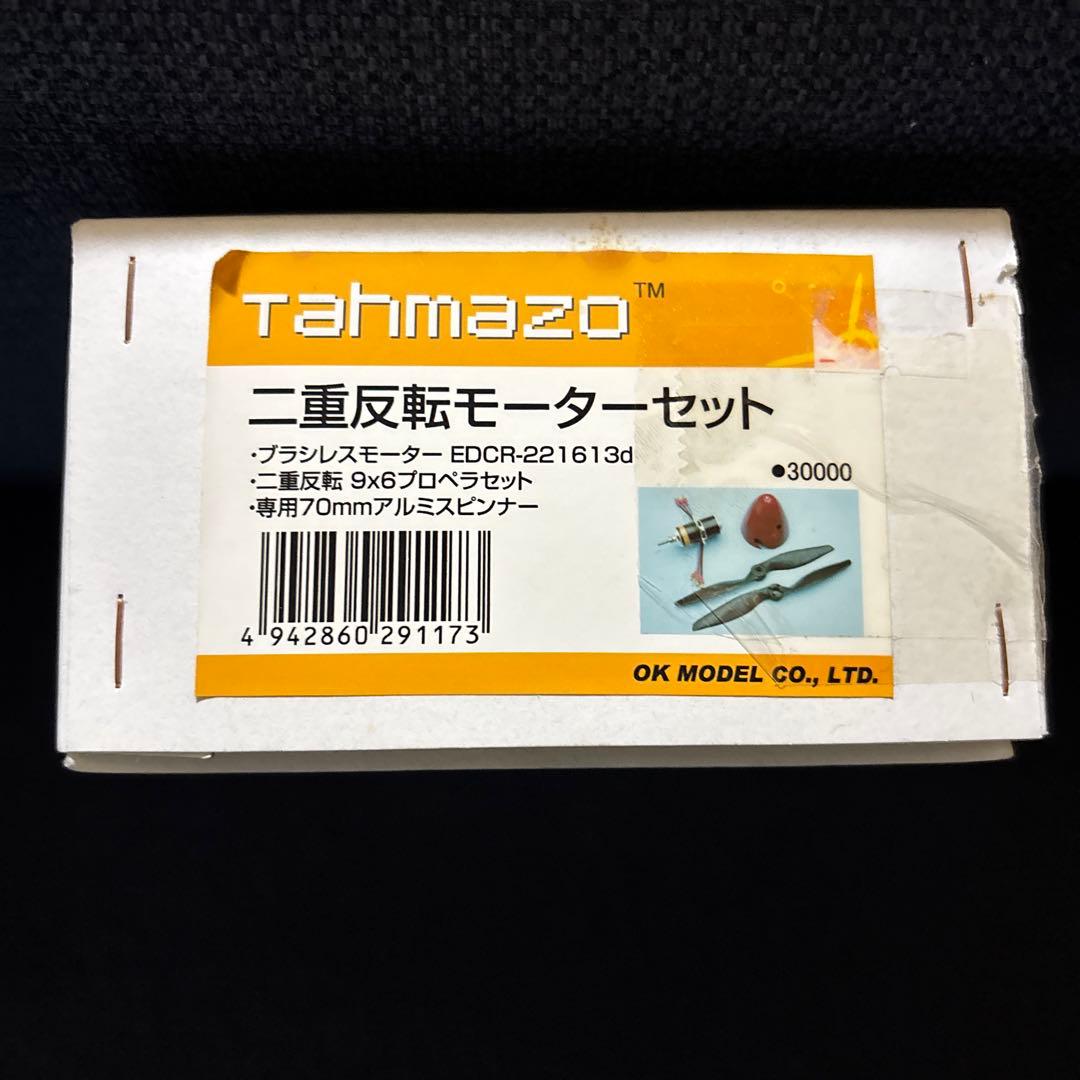 Tahmazo™
二重反転モーターセット
・ブラシレスモーター EDCR-221613d
・二重反転 9x6プロペラセット
・専用70mmアルミスピンナー
●30000
4 942860 291173
OK MODEL CO., LTD.